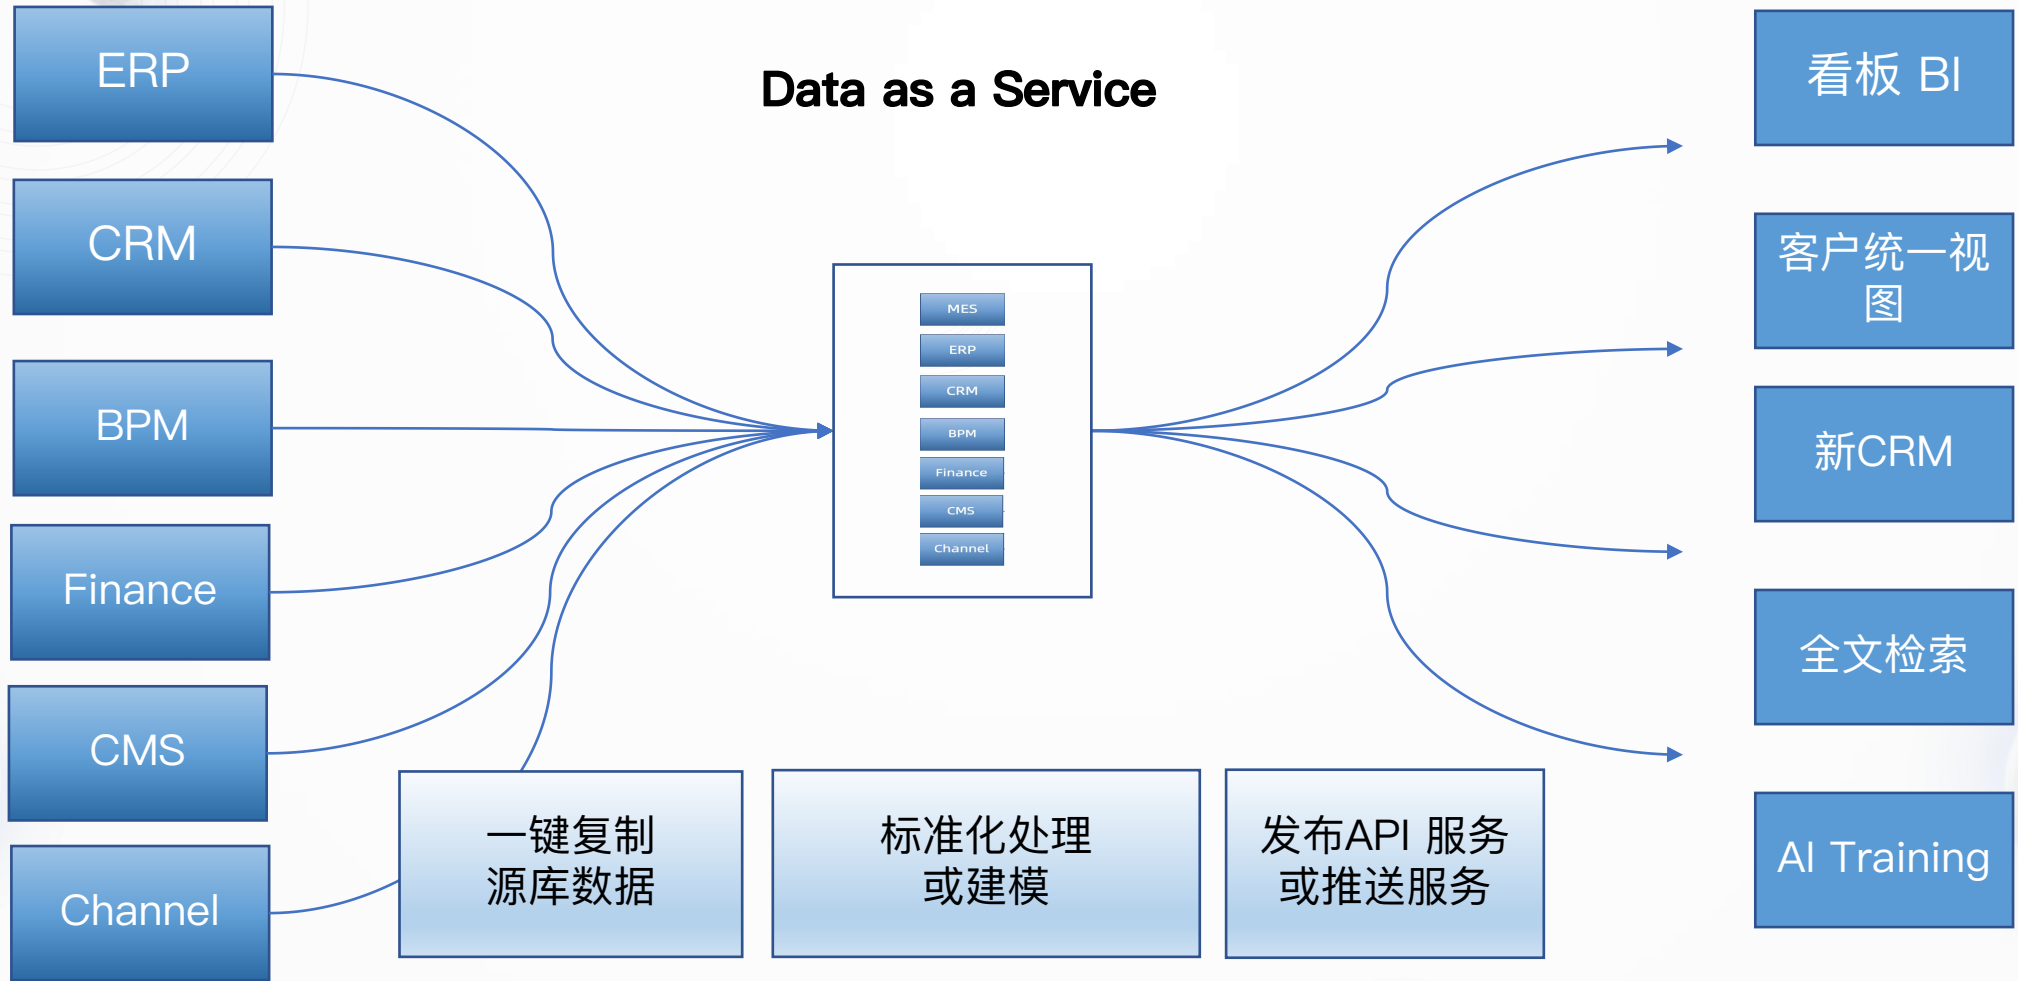 Data as a Service
ERP
CRM
BPM
Finance
CMS
Channel
MES
ERP
CRM
BPM
Finance
CMS
Channel
一键复制
源库数据
标准化处理
或建模
发布API 服务
或推送服务
看板 BI
客户统一视
图
新CRM
全文检索
AI Training